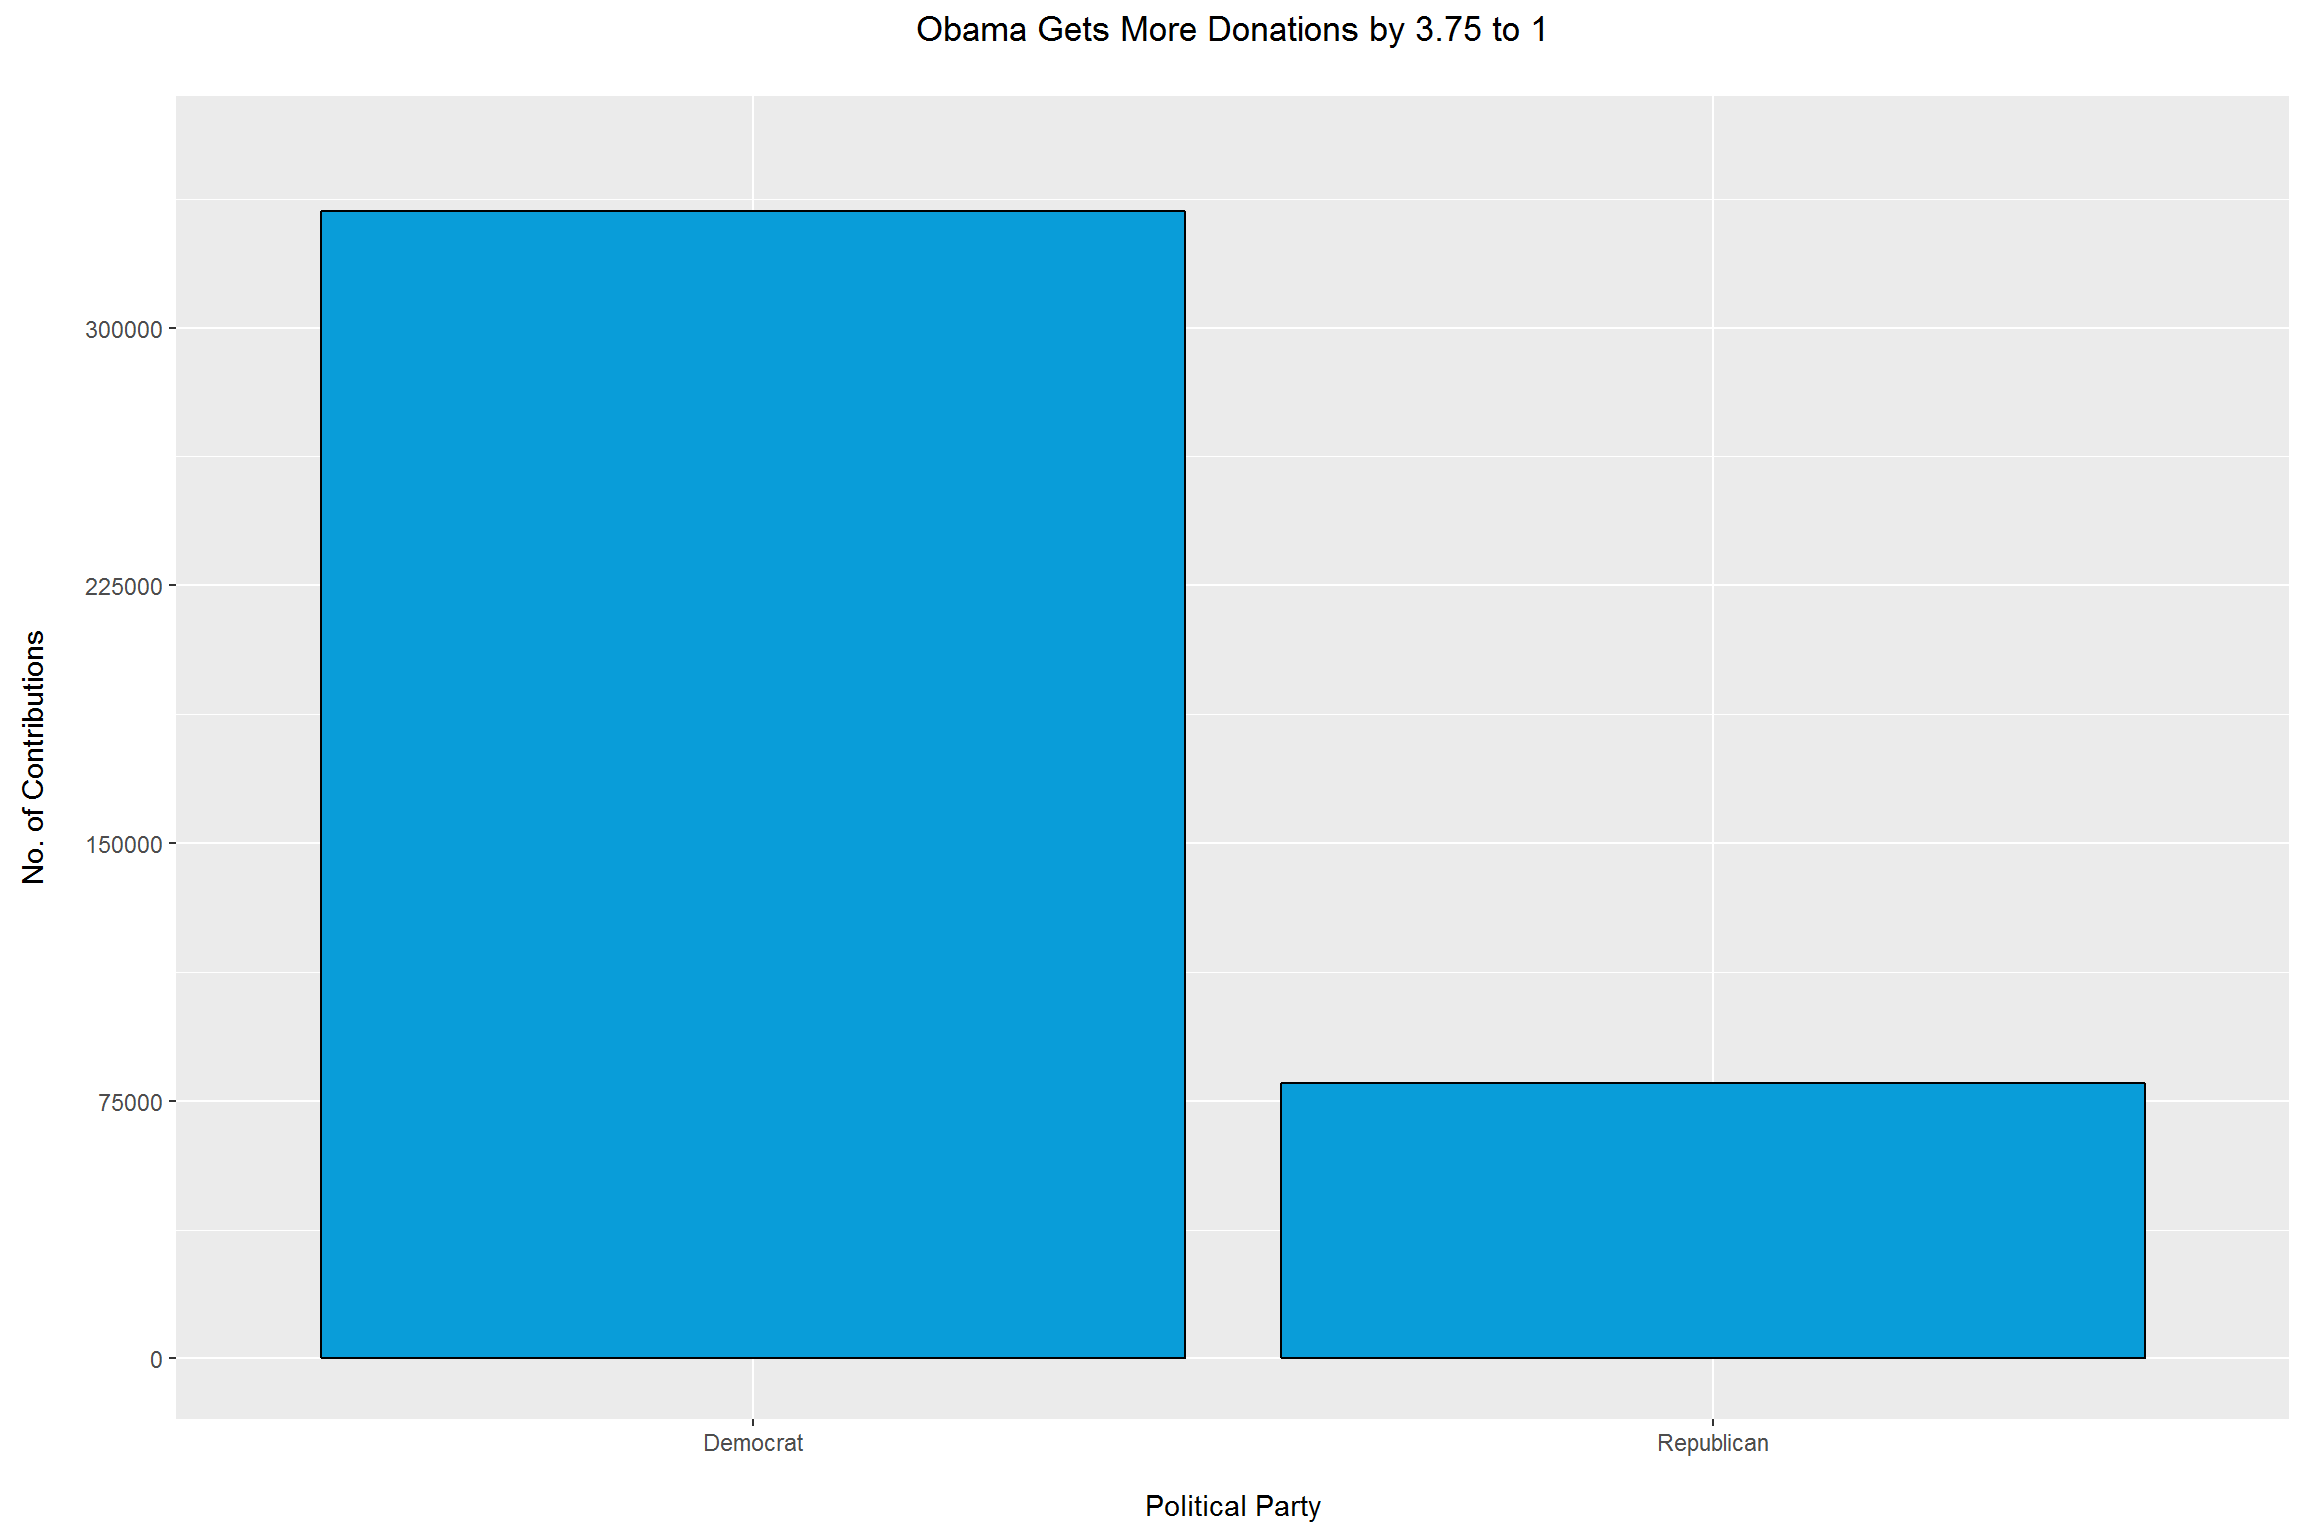 Obama Gets More Donations by 3.75 to 1
No. of Contributions
300000
225000
150000
75000
0
Democrat
Republican
Political Party